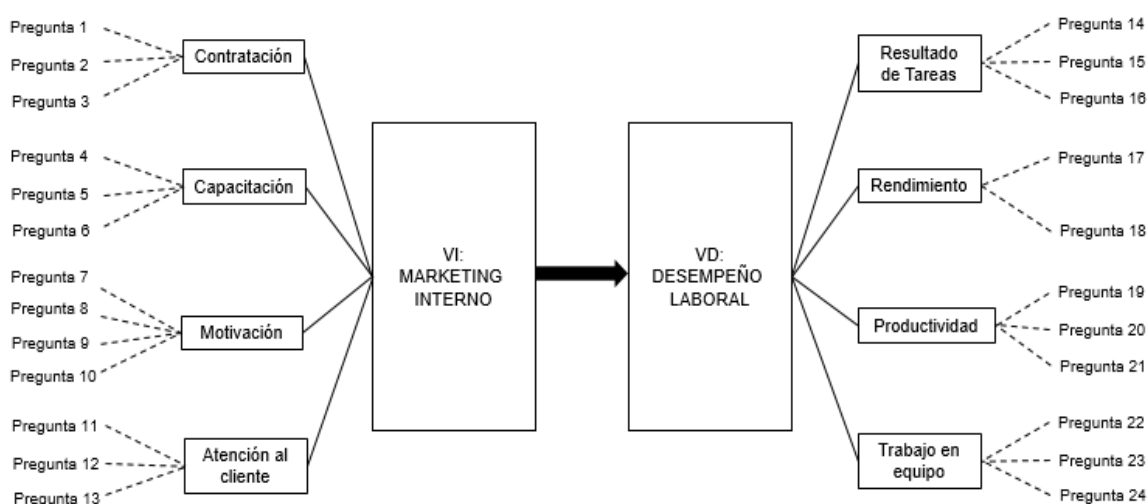 Pregunta 1
Pregunta 2
Pregunta 3
Contratación
Pregunta 4
Pregunta 5
Pregunta 6
Capacitación
Pregunta 7
Pregunta 8
Pregunta 9
Pregunta 10
Motivación
Pregunta 11
Pregunta 12
Pregunta 13
Atención al
cliente
VI:
MARKETING
INTERNO
VD:
DESEMPEÑO
LABORAL
Resultado
de Tareas
Pregunta 14
Pregunta 15
Pregunta 16
Rendimiento
Pregunta 17
Pregunta 18
Productividad
Pregunta 19
Pregunta 20
Pregunta 21
Trabajo en
equipo
Pregunta 22
Pregunta 23
Pregunta 24